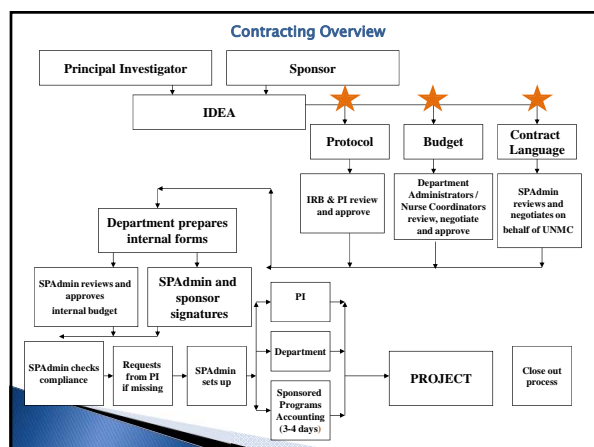 Contracting Overview
Principal Investigator
Sponsor
IDEA
Protocol
Budget
Contract
Language
IRB & PI review
and approve
Department
Administrators /
Nurse Coordinators
review, negotiate
and approve
SPAdmin
reviews and
negotiates on
behalf of UNMC
Department prepares
internal forms
SPAdmin reviews and
approves
internal budget
SPAdmin and
sponsor
signatures
PI
Department
Sponsored
Programs
Accounting
(3-4 days)
SPAdmin checks
compliance
Requests
from PI
if missing
SPAdmin
sets up
PROJECT
Close out
process